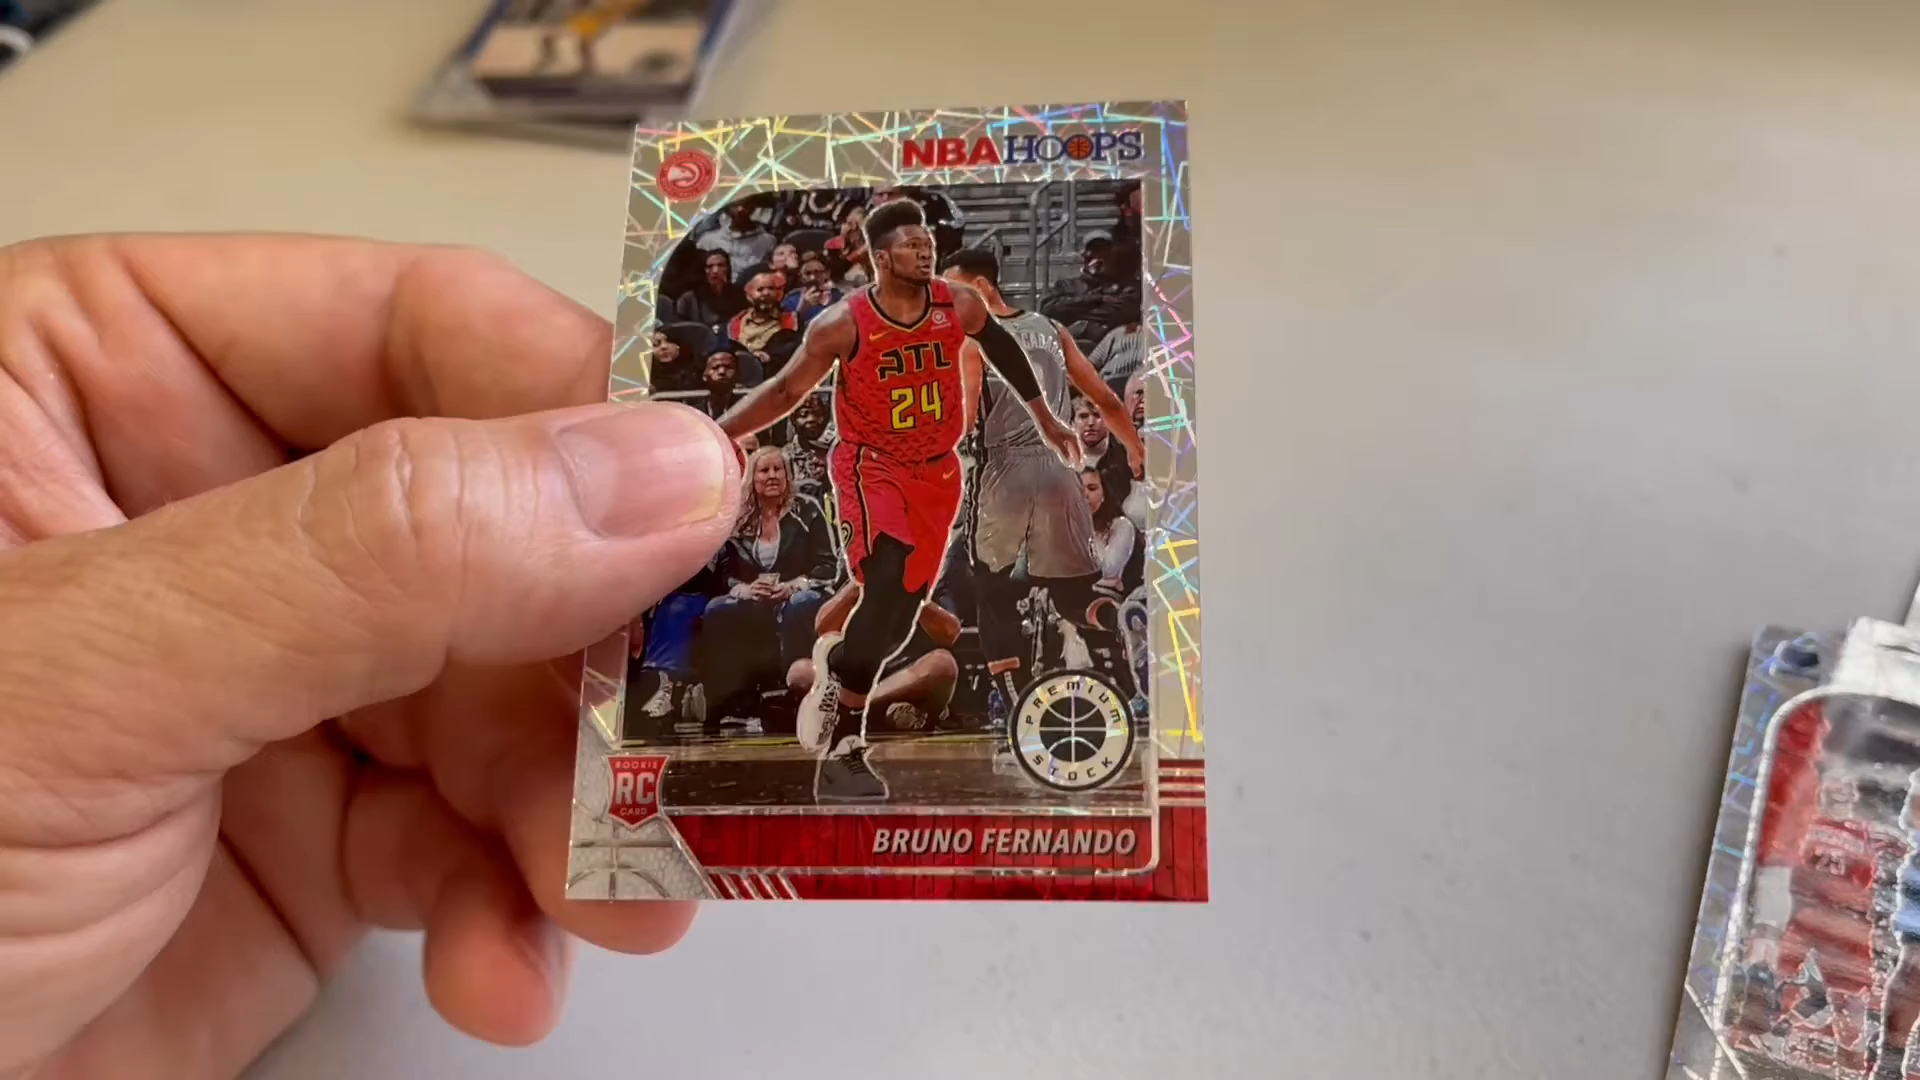 NBA HOOPS
ATL
24
PREMIUM
STOCK
ROOKIE
RC
CARD
BRUNO FERNANDO